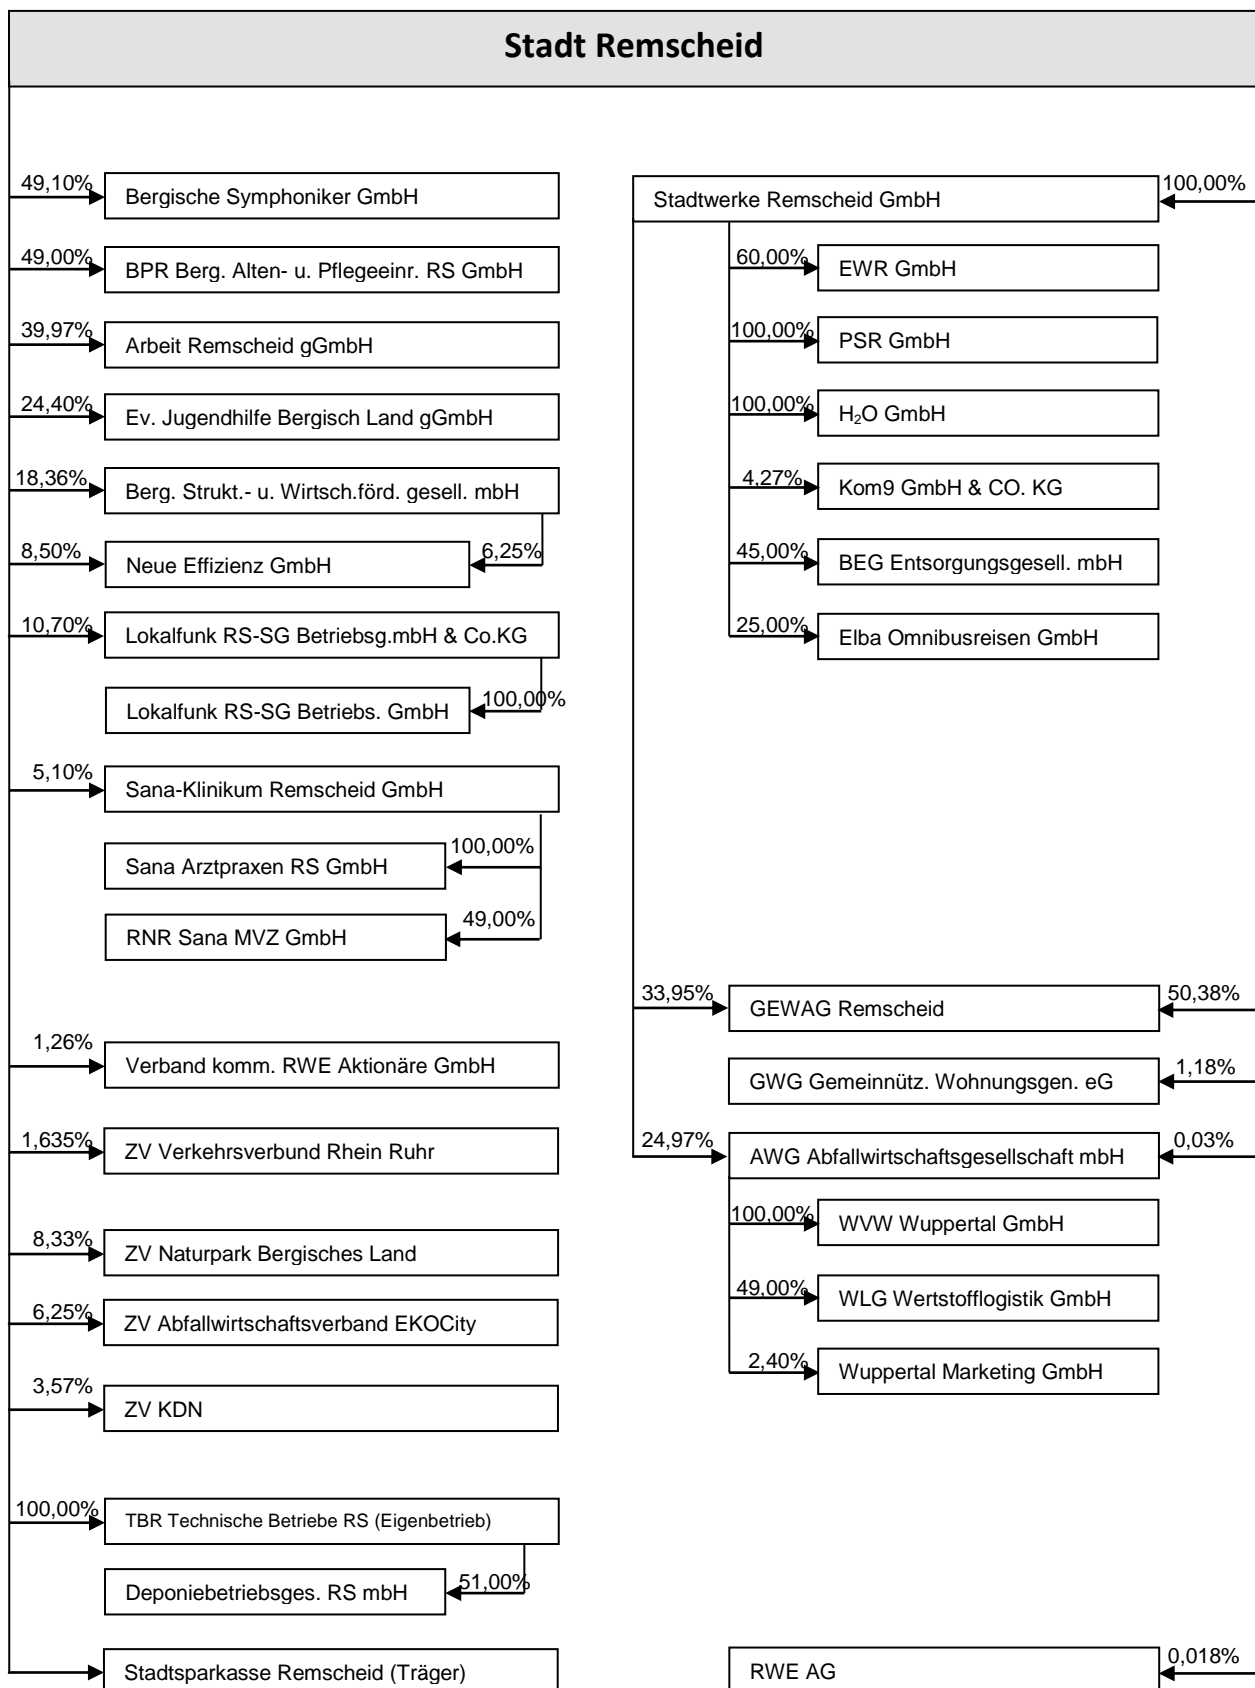 Stadt Remscheid
49,10%
Bergische Symphoniker GmbH
49,00%
BPR Berg. Alten- u. Pflegeeinr. RS GmbH
39,97%
Arbeit Remscheid gGmbH
24,40%
Ev. Jugendhilfe Bergisch Land gGmbH
18,36%
Berg. Strukt.- u. Wirtsch.förd. gesell. mbH
8,50%
Neue Effizienz GmbH
6,25%
10,70%
Lokalfunk RS-SG Betriebsg.mbH & Co.KG
Lokalfunk RS-SG Betriebs. GmbH
100,00%
5,10%
Sana-Klinikum Remscheid GmbH
Sana Arztpraxen RS GmbH
100,00%
RNR Sana MVZ GmbH
49,00%
1,26%
Verband komm. RWE Aktionäre GmbH
1,635%
ZV Verkehrsverbund Rhein Ruhr
8,33%
ZV Naturpark Bergisches Land
6,25%
ZV Abfallwirtschaftsverband EKOCity
3,57%
ZV KDN
100,00%
TBR Technische Betriebe RS (Eigenbetrieb)
Deponiebetriebsges. RS mbH
51,00%
Stadtsparkasse Remscheid (Träger)
Stadtwerke Remscheid GmbH
100,00%
60,00%
EWR GmbH
100,00%
PSR GmbH
100,00%
H₂O GmbH
4,27%
Kom9 GmbH & CO. KG
45,00%
BEG Entsorgungsgesell. mbH
25,00%
Elba Omnibusreisen GmbH
33,95%
GEWAG Remscheid
50,38%
GWG Gemeinnütz. Wohnungsgen. eG
1,18%
24,97%
AWG Abfallwirtschaftsgesellschaft mbH
0,03%
100,00%
WVW Wuppertal GmbH
49,00%
WLG Wertstofflogistik GmbH
2,40%
Wuppertal Marketing GmbH
RWE AG
0,018%